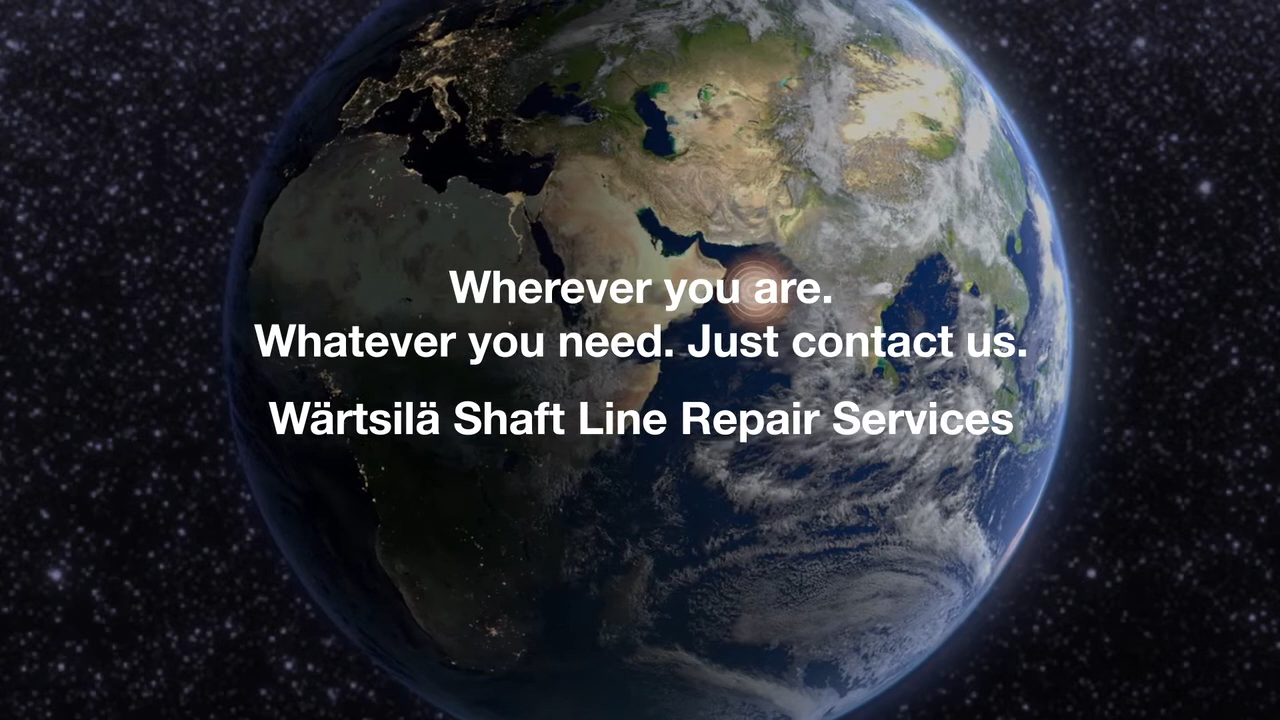 Wherever you are.
Whatever you need. Just contact us.
Wärtsilä Shaft Line Repair Services